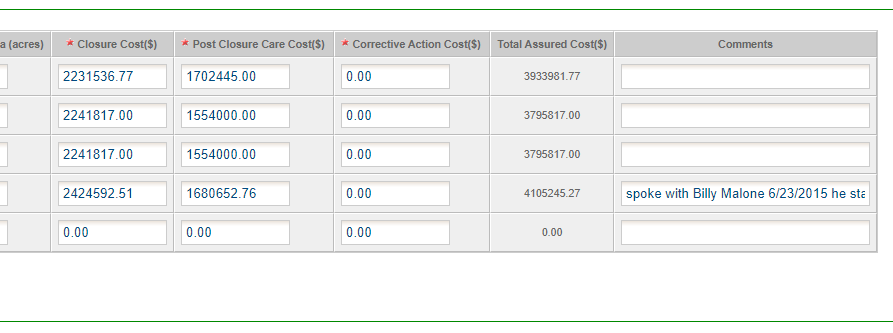 a (acres) * Closure Cost($) * Post Closure Care Cost($) * Corrective Action Cost($) Total Assured Cost($) Comments
2231536.77 1702445.00 0.00 3933981.77
2241817.00 1554000.00 0.00 3795817.00
2241817.00 1554000.00 0.00 3795817.00
2424592.51 1680652.76 0.00 4105245.27 spoke with Billy Malone 6/23/2015 he sta
0.00 0.00 0.00 0.00